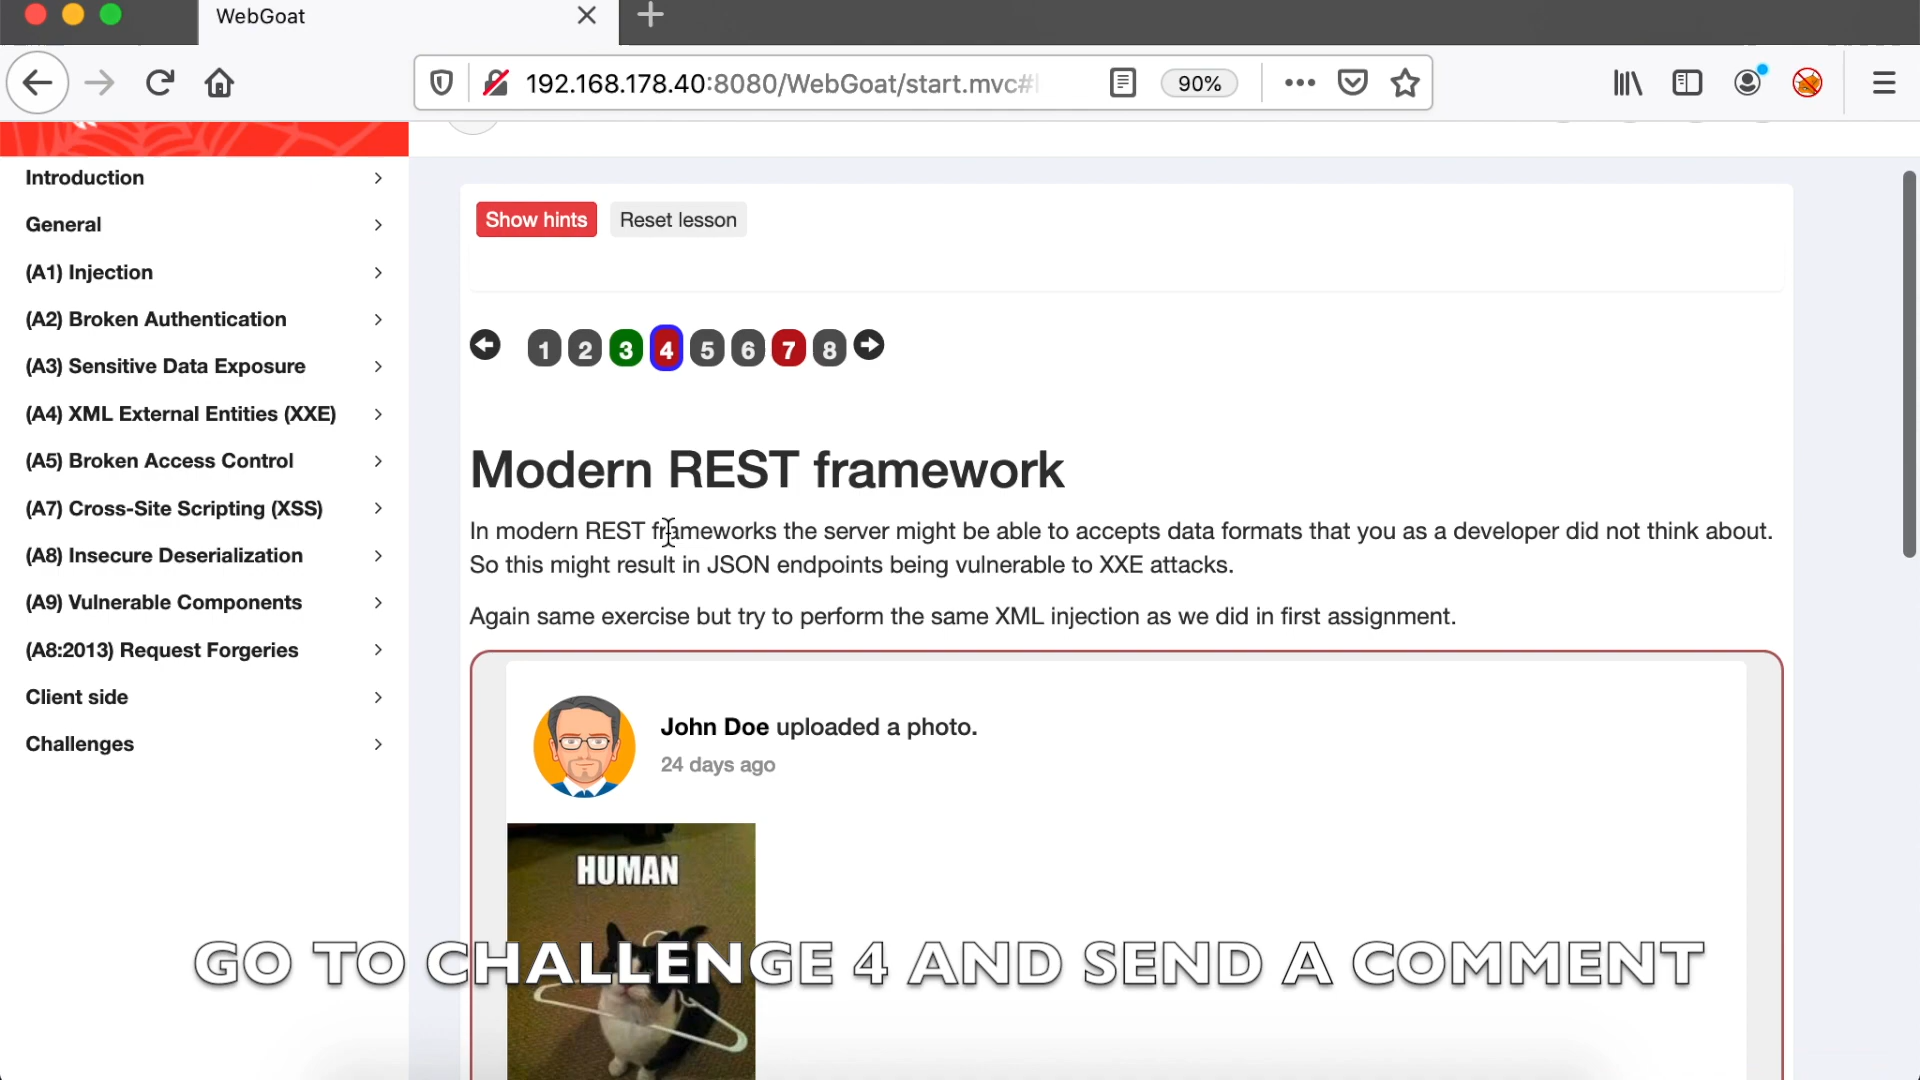 WebGoat
192.168.178.40:8080/WebGoat/start.mvc#
90%
Introduction
General
(A1) Injection
(A2) Broken Authentication
(A3) Sensitive Data Exposure
(A4) XML External Entities (XXE)
(A5) Broken Access Control
(A7) Cross-Site Scripting (XSS)
(A8) Insecure Deserialization
(A9) Vulnerable Components
(A8:2013) Request Forgeries
Client side
Challenges
Show hints Reset lesson
1 2 3 4 5 6 7 8
Modern REST framework
In modern REST frameworks the server might be able to accepts data formats that you as a developer did not think about.
So this might result in JSON endpoints being vulnerable to XXE attacks.
Again same exercise but try to perform the same XML injection as we did in first assignment.
John Doe uploaded a photo.
24 days ago
HUMAN
GO TO CHALLENGE 4 AND SEND A COMMENT